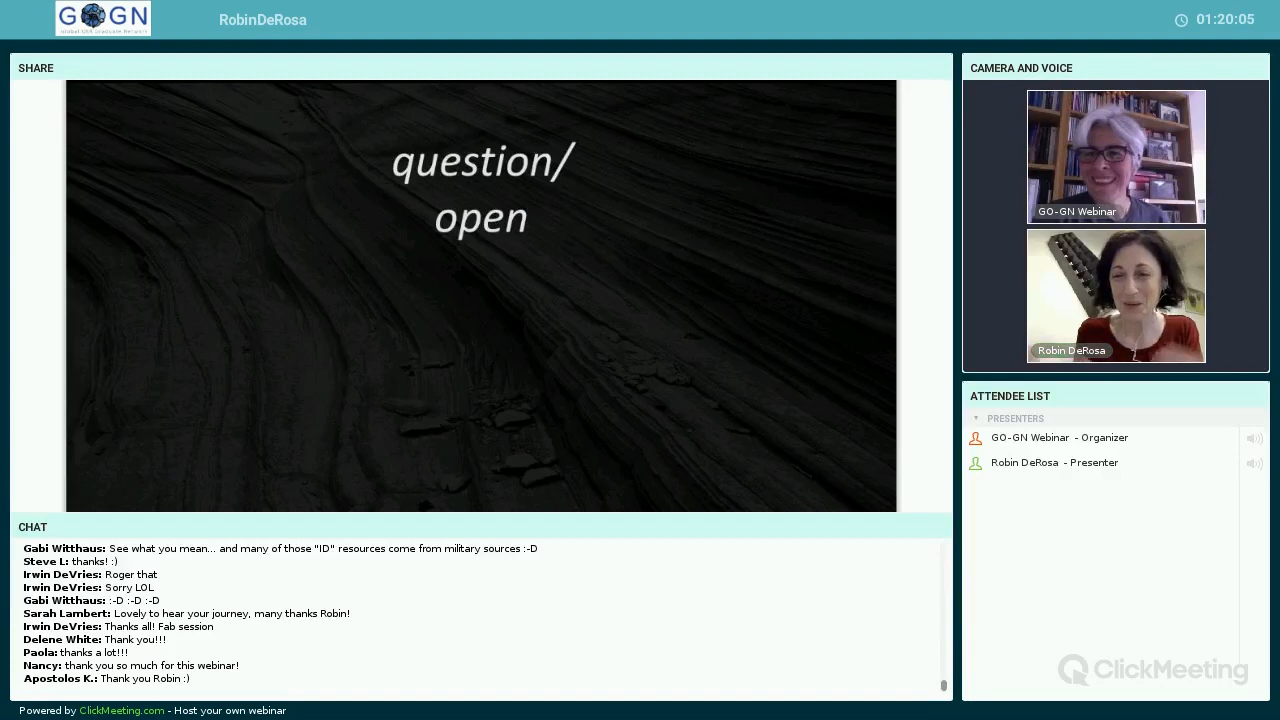 GO GN
Global OER Graduate Network
RobinDeRosa
01:20:05
SHARE
question/
open
CAMERA AND VOICE
GO-GN Webinar
Robin DeRosa
ATTENDEE LIST
PRESENTERS
GO-GN Webinar - Organizer
Robin DeRosa - Presenter
CHAT
Gabi Witthaus: See what you mean... and many of those "ID" resources come from military sources :-D
Steve L: thanks! :)
Irwin DeVries: Roger that
Irwin DeVries: Sorry LOL
Gabi Witthaus: :-D :-D :-D
Sarah Lambert: Lovely to hear your journey, many thanks Robin!
Irwin DeVries: Thanks all! Fab session
Delene White: Thank you!!!
Paola: thanks a lot!!!
Nancy: thank you so much for this webinar!
Apostolos K.: Thank you Robin :)
ClickMeeting
Powered by ClickMeeting.com - Host your own webinar